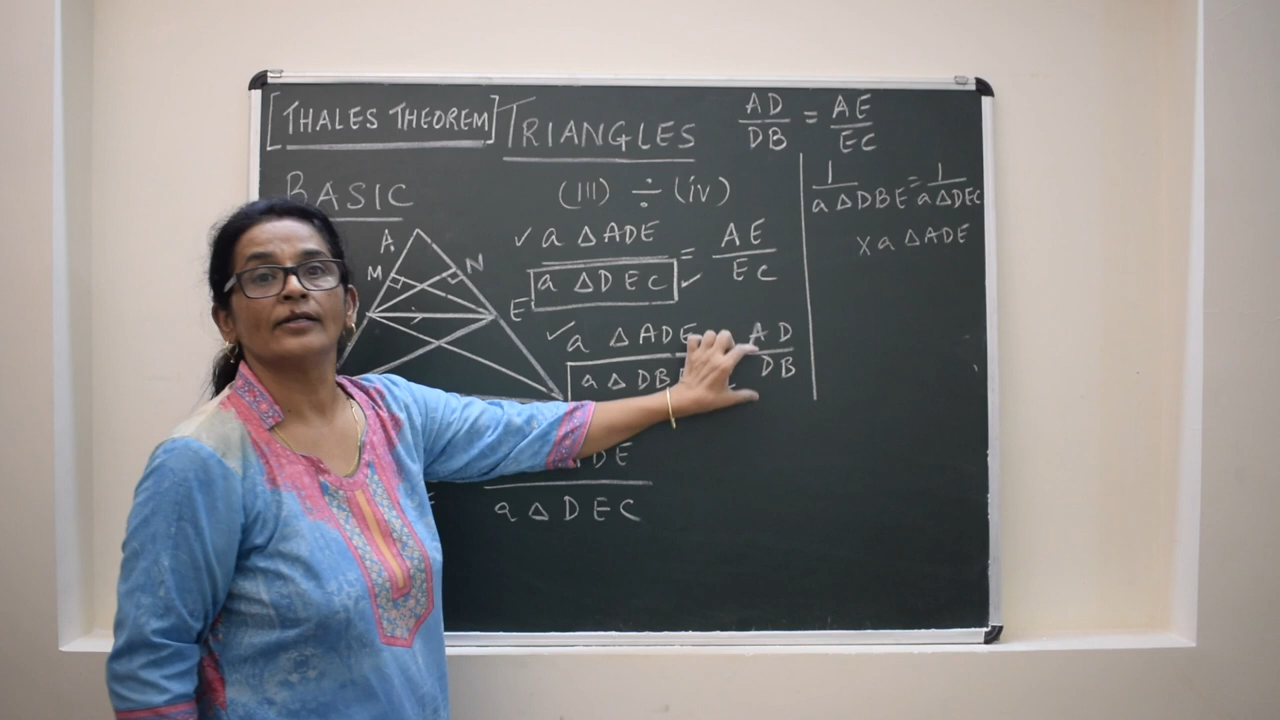 [THALES THEOREM] TRIANGLES
AD/DB = AE/EC
BASIC
(III) ÷ (iv)
A
M
N
E
✓ a △ADE / a △DEC ✓ = AE/EC
✓ a △ADE / a △DB AD/DB
DE
a △DEC
1/a△DBE = 1/a△DEC
x a △ADE